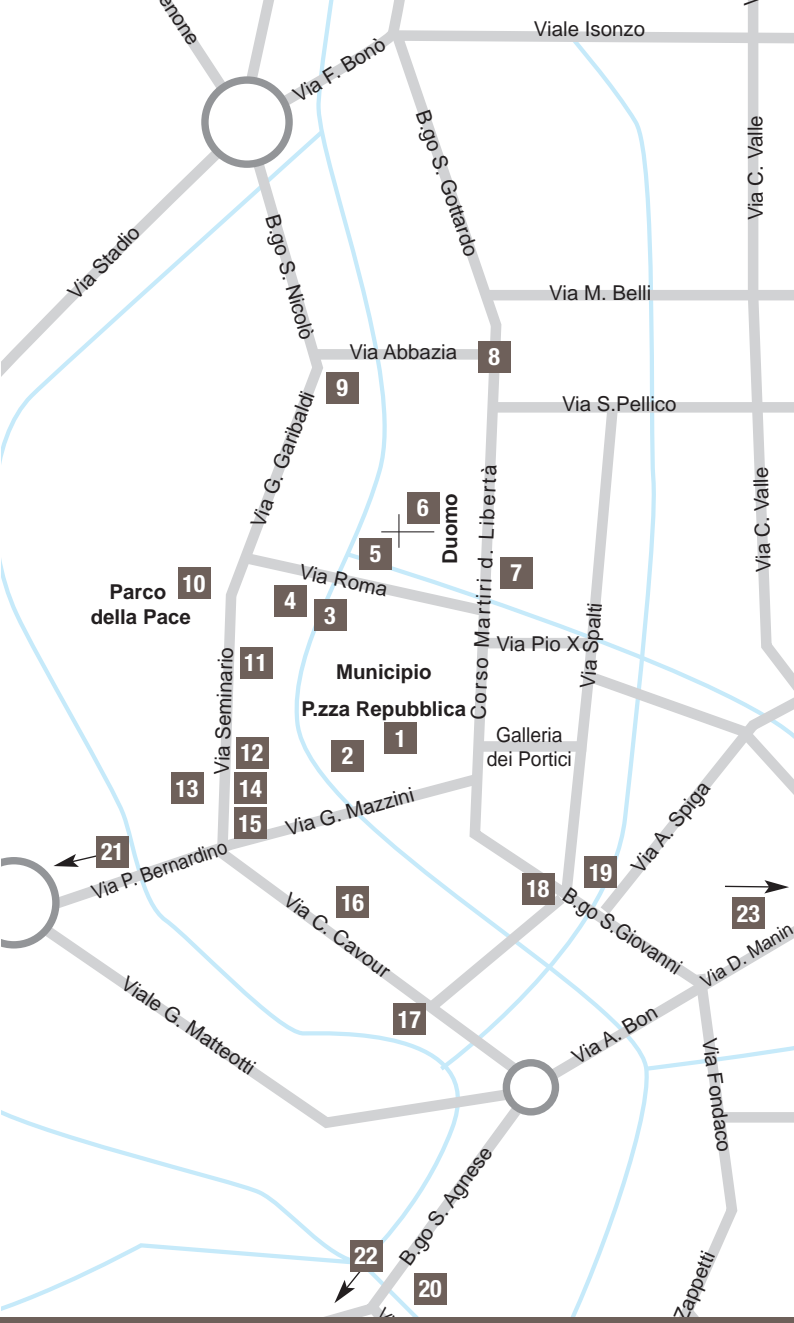 enone
Via F. Bonò
Viale Isonzo
B.go S. Gottardo
Via C. Valle
Via Stadio
B.go S. Nicolò
Via M. Belli
Via Abbazia
8
9
Via S.Pellico
Via G. Garibaldi
6
Duomo
Corso Martiri d. Libertà
Via C. Valle
5
7
10
Parco
della Pace
Via Roma
4
3
Via Spalti
Via Pio X
11
Via Seminario
Municipio
P.zza Repubblica
1
2
Galleria
dei Portici
12
13
14
15
Via G. Mazzini
Via A. Spiga
21
Via P. Bernardino
16
Via C. Cavour
18
19
B.go S.Giovanni
23
Via D. Manin
17
Viale G. Matteotti
Via A. Bon
Via Fondaco
B.go S. Agnese
22
20
Zappetti